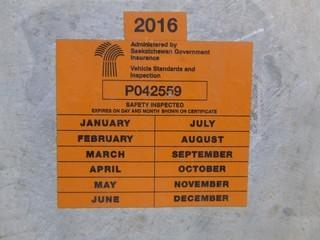 2016
Administered by
Saskatchewan Government
Insurance
Vehicle Standards and
Inspection
P042559
SAFETY INSPECTED
EXPIRES ON DAY AND MONTH SHOWN ON CERTIFICATE
JANUARY JULY
FEBRUARY AUGUST
MARCH SEPTEMBER
APRIL OCTOBER
MAY NOVEMBER
JUNE DECEMBER